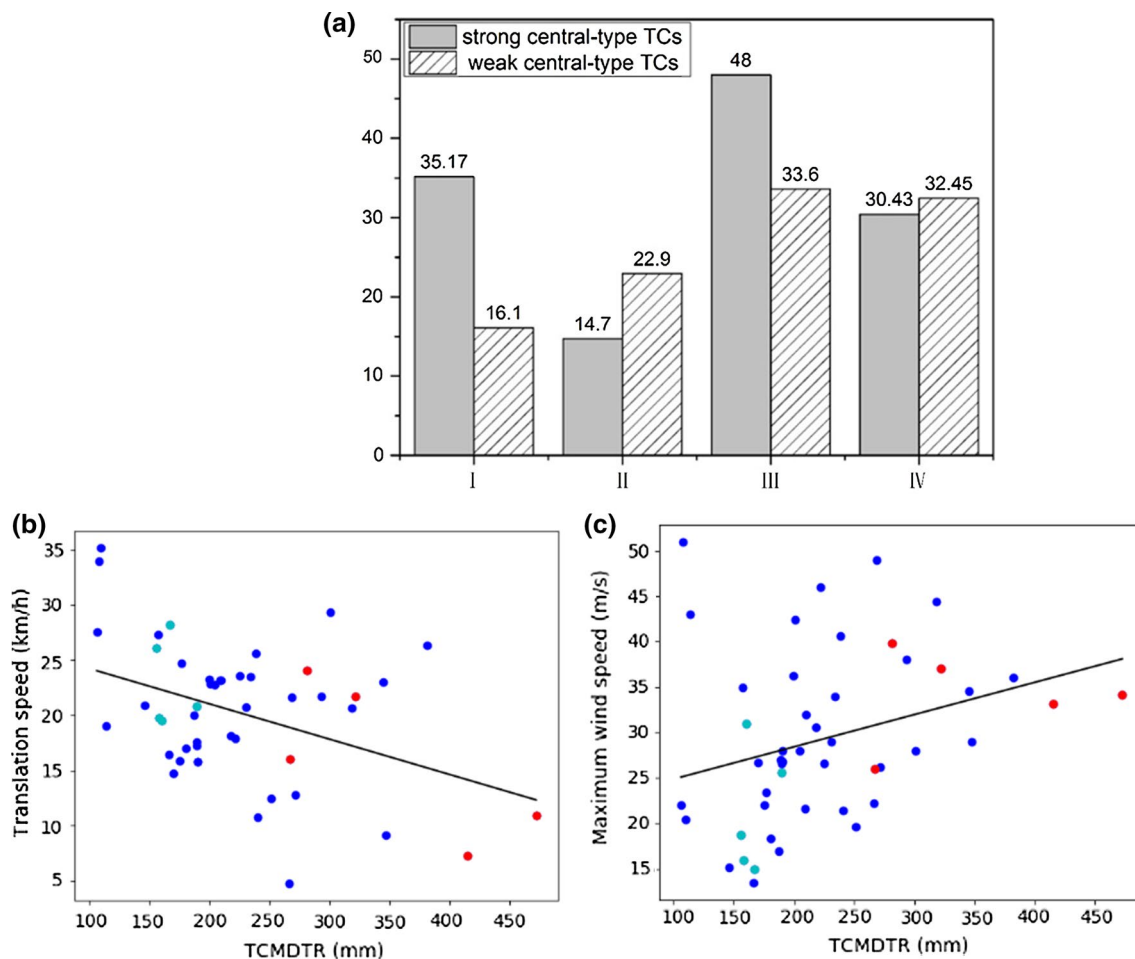 (a)
strong central-type TCs
weak central-type TCs
50
40
30
20
10
0
35.17
16.1
14.7
22.9
48
33.6
30.43
32.45
I
II
III
IV
(b)
Translation speed (km/h)
35
30
25
20
15
10
5
100 150 200 250 300 350 400 450
TCMDTR (mm)
(c)
Maximum wind speed (m/s)
50
45
40
35
30
25
20
15
100 150 200 250 300 350 400 450
TCMDTR (mm)